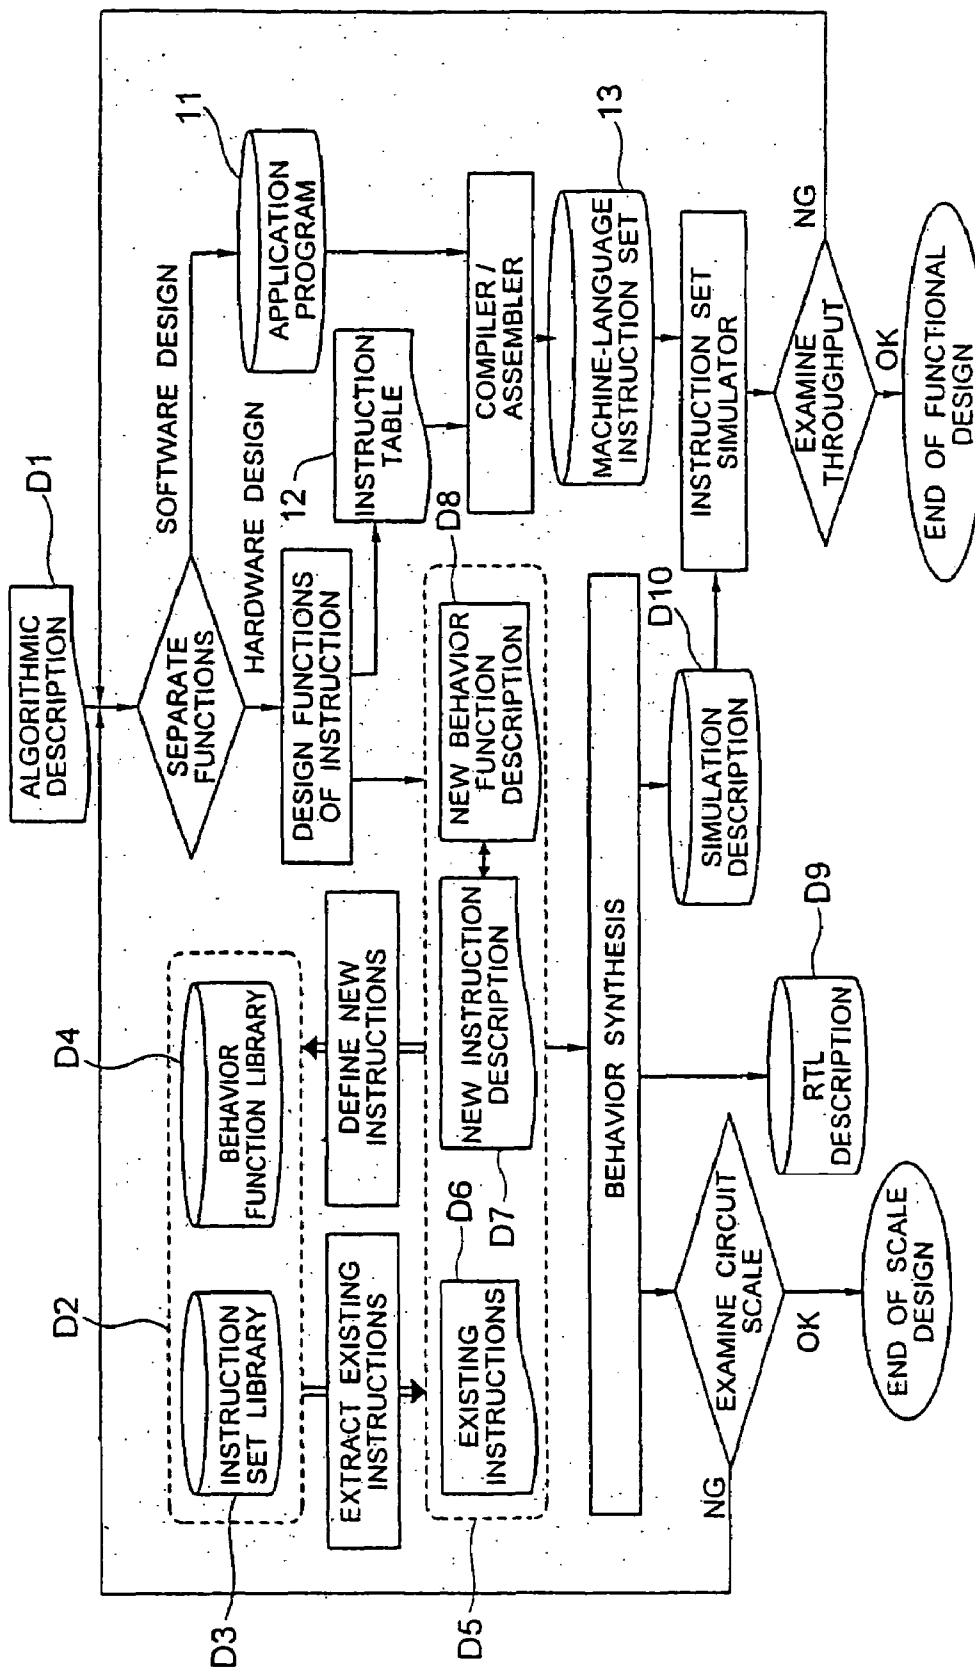 D1
ALGORITHMIC
DESCRIPTION
SEPARATE
FUNCTIONS
SOFTWARE DESIGN
HARDWARE DESIGN
11
APPLICATION
PROGRAM
DESIGN FUNCTIONS
OF INSTRUCTION
12
INSTRUCTION
TABLE
COMPILER/
ASSEMBLER
13
MACHINE-LANGUAGE
INSTRUCTION SET
INSTRUCTION SET
SIMULATOR
EXAMINE
THROUGHPUT
NG
OK
END OF FUNCTIONAL
DESIGN
D2
D3
INSTRUCTION
SET LIBRARY
D4
BEHAVIOR
FUNCTION LIBRARY
EXTRACT EXISTING
INSTRUCTIONS
DEFINE NEW
INSTRUCTIONS
D5
D6
EXISTING
INSTRUCTIONS
D7
NEW INSTRUCTION
DESCRIPTION
D8
NEW BEHAVIOR
FUNCTION
DESCRIPTION
BEHAVIOR SYNTHESIS
EXAMINE CIRCUIT
SCALE
NG
OK
END OF SCALE
DESIGN
D9
RTL
DESCRIPTION
D10
SIMULATION
DESCRIPTION